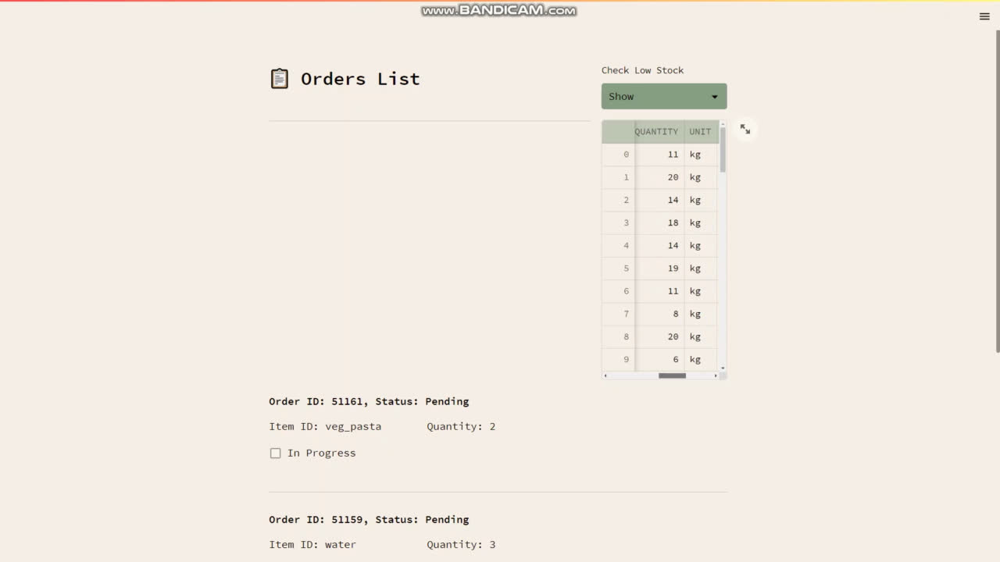 www.BANDICAM.com
Orders List
Check Low Stock
Show
QUANTITY UNIT
0 11 kg
1 20 kg
2 14 kg
3 18 kg
4 14 kg
5 19 kg
6 11 kg
7 8 kg
8 20 kg
9 6 kg
Order ID: 51161, Status: Pending
Item ID: veg_pasta Quantity: 2
In Progress
Order ID: 51159, Status: Pending
Item ID: water Quantity: 3